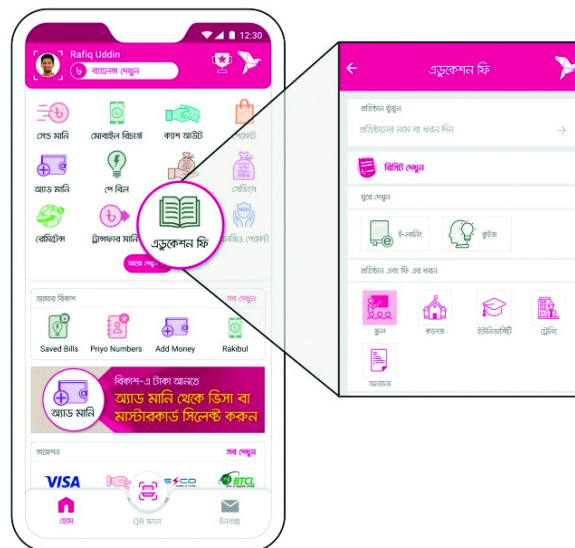 12:30
Rafiq Uddin
ব্যালেন্স দেখুন
সেন্ড মানি
মোবাইল রিচার্জ
ক্যাশ আউট
পেমেন্ট
অ্যাড মানি
পে বিল
সেভিংস
রেমিটেন্স
ট্রান্সফার মানি
এডুকেশন ফি
আরো দেখুন
আমার বিকাশ
সব দেখুন
Saved Bills
Priyo Numbers
Add Money
Rakibul
অ্যাড মানি
বিকাশ-এ টাকা আনতে
অ্যাড মানি থেকে ভিসা বা
মাস্টারকার্ড সিলেক্ট করুন
সাজেশন
সব দেখুন
VISA
BTCL
হোম
QR স্ক্যান
ইনবক্স
এডুকেশন ফি
প্রতিষ্ঠান খুঁজুন
প্রতিষ্ঠানের নাম বা ধরন দিন
রিসিট দেখুন
ঘুরে দেখুন
ই-লার্নিং
কুইজ
প্রতিষ্ঠান এবং ফি এর ধরন
স্কুল
কলেজ
ইউনিভার্সিটি
ট্রেনিং
অন্যান্য